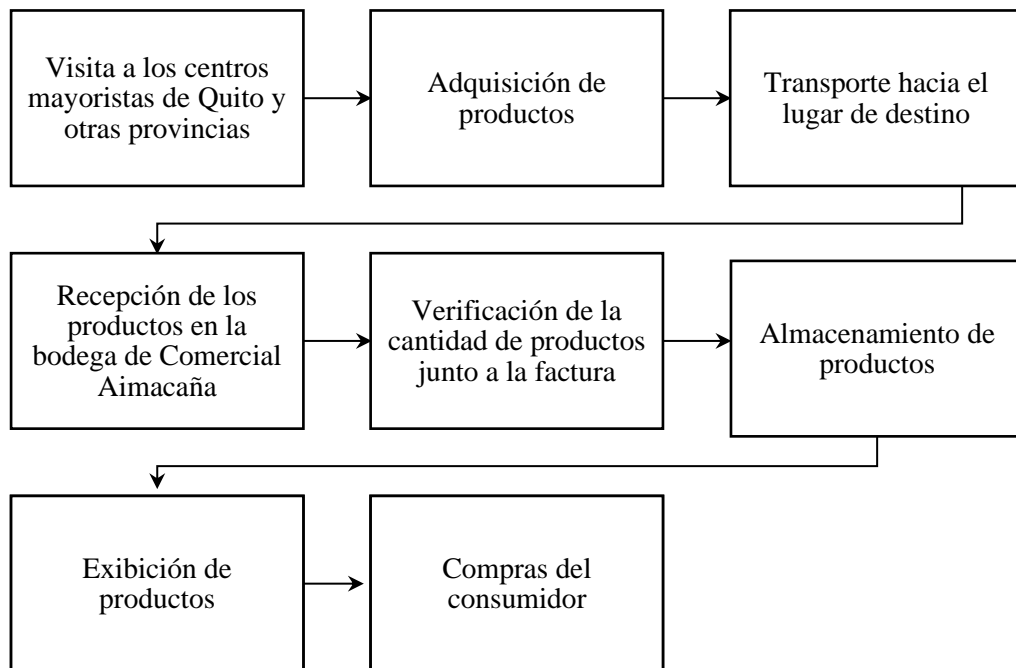 Visita a los centros
mayoristas de Quito y
otras provincias
Adquisición de
productos
Transporte hacia el
lugar de destino
Recepción de los
productos en la
bodega de Comercial
Aimacaña
Verificación de la
cantidad de productos
junto a la factura
Almacenamiento de
productos
Exibición de
productos
Compras del
consumidor